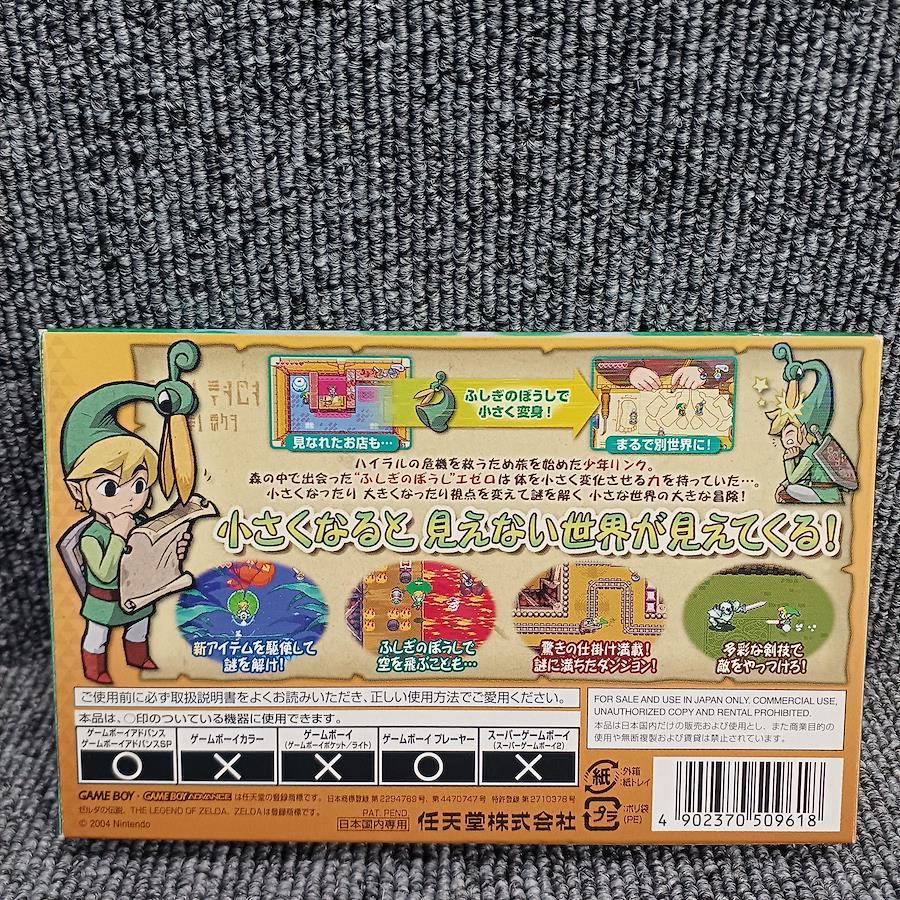 ふしぎのぼうしで
小さく変身！
見なれたお店も…
まるで別世界に！
ハイラルの危機を救うため旅を始めた少年リンク。
森の中で出会った“ふしぎのぼうし”エゼロは 体を小さく変化させる力を持っていた…。
小さくなったり 大きくなったり視点を変えて謎を解く 小さな世界の大きな冒険！
小さくなると 見えない世界が見えてくる！
新アイテムを駆使して
謎を解け！
ふしぎのぼうしで
空を飛ぶことも…
驚きの仕掛け満載！
謎に満ちたダンジョン！
多彩な剣技で
敵をやっつけろ！
ご使用前に必ず取扱説明書をよくお読みいただき、正しい使用方法でご愛用ください。
本品は、○印のついている機器に使用できます。
ゲームボーイアドバンス
ゲームボーイアドバンスSP
○
ゲームボーイカラー
×
ゲームボーイ
(ゲームボーイポケット/ライト)
×
ゲームボーイ プレーヤー
○
スーパーゲームボーイ
(スーパーゲームボーイ2)
×
FOR SALE AND USE IN JAPAN ONLY. COMMERCIAL USE,
UNAUTHORIZED COPY AND RENTAL PROHIBITED.
本品は日本国内だけの販売および使用とし、また商業目的の
使用や無断複製および賃貸は禁止されています。
GAME BOY・GAME BOY ADVANCE は任天堂の登録商標です。 日本商標登録 第2294769号、第4470747号 特許登録 第2710378号
ゼルダの伝説、THE LEGEND OF ZELDA、ZELDAは登録商標です。
PAT. PEND.
© 2004 Nintendo
日本国内専用
任天堂株式会社
紙
:外箱
:紙トレイ
プラ
:ポリ袋
(PE)
4 902370 509618